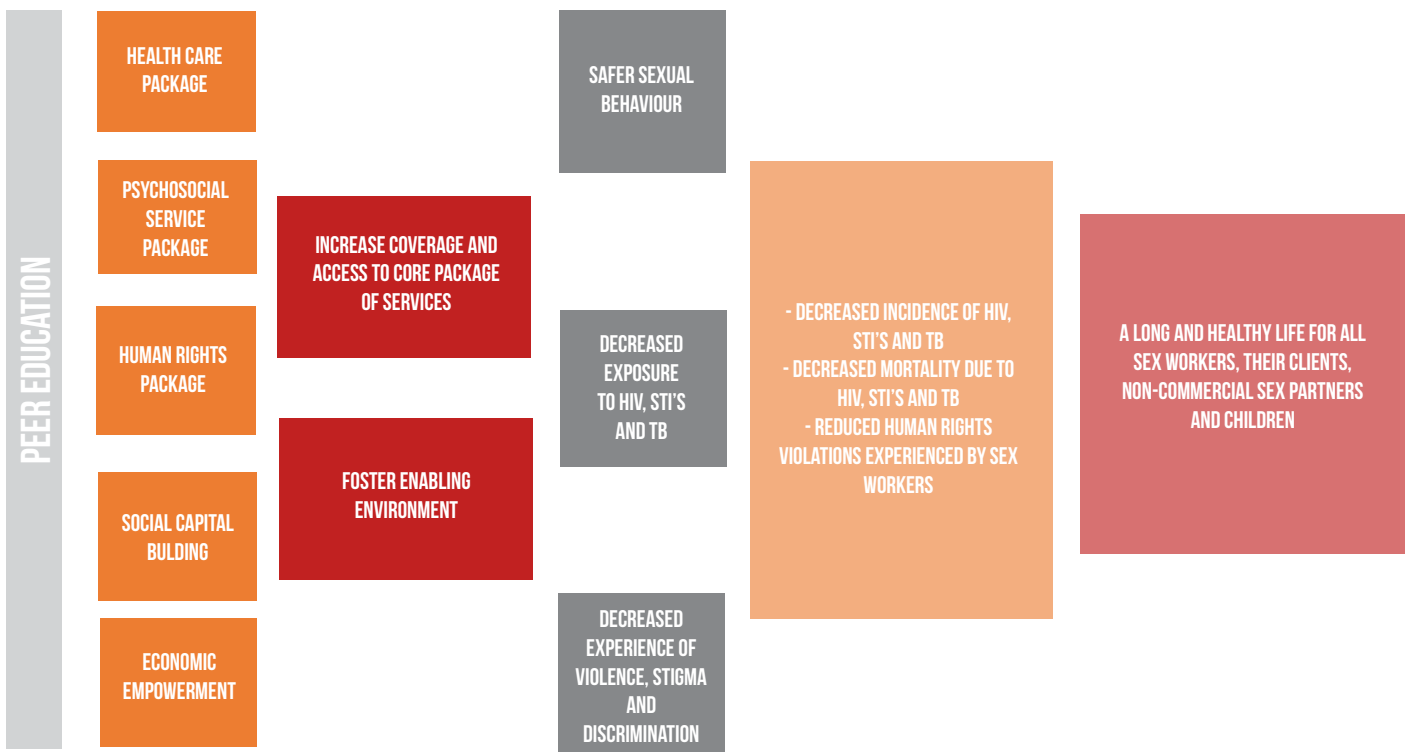 PEER EDUCATION
HEALTH CARE
PACKAGE
PSYCHOSOCIAL
SERVICE
PACKAGE
HUMAN RIGHTS
PACKAGE
SOCIAL CAPITAL
BULDING
ECONOMIC
EMPOWERMENT
INCREASE COVERAGE AND
ACCESS TO CORE PACKAGE
OF SERVICES
FOSTER ENABLING
ENVIRONMENT
SAFER SEXUAL
BEHAVIOUR
DECREASED
EXPOSURE
TO HIV, STI'S
AND TB
DECREASED
EXPERIENCE OF
VIOLENCE, STIGMA
AND
DISCRIMINATION
- DECREASED INCIDENCE OF HIV,
STI'S AND TB
- DECREASED MORTALITY DUE TO
HIV, STI'S AND TB
- REDUCED HUMAN RIGHTS
VIOLATIONS EXPERIENCED BY SEX
WORKERS
A LONG AND HEALTHY LIFE FOR ALL
SEX WORKERS, THEIR CLIENTS,
NON-COMMERCIAL SEX PARTNERS
AND CHILDREN